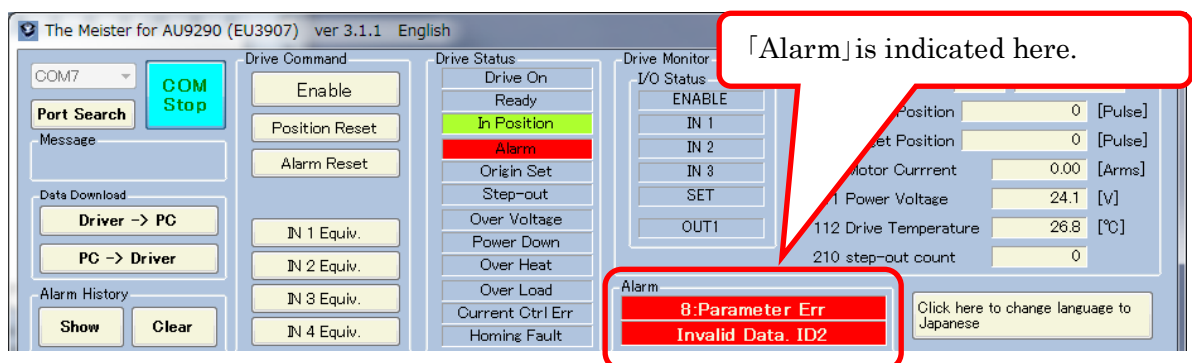 The Meister for AU9290 (EU3907) ver 3.1.1 English
「Alarm」is indicated here.
COM7
COM
Stop
Port Search
Message
Data Download
Driver -> PC
PC -> Driver
Alarm History
Show
Clear
Drive Command
Enable
Position Reset
Alarm Reset
IN 1 Equiv.
IN 2 Equiv.
IN 3 Equiv.
IN 4 Equiv.
Drive Status
Drive On
Ready
In Position
Alarm
Origin Set
Step-out
Over Voltage
Power Down
Over Heat
Over Load
Current Ctrl Err
Homing Fault
Drive Monitor
I/O Status
ENABLE
IN 1
IN 2
IN 3
SET
OUT1
Position 0 [Pulse]
et Position 0 [Pulse]
Motor Currrent 0.00 [Arms]
1 Power Voltage 24.1 [V]
112 Drive Temperature 26.8 [℃]
210 step-out count 0
Alarm
8:Parameter Err
Invalid Data. ID2
Click here to change language to
Japanese